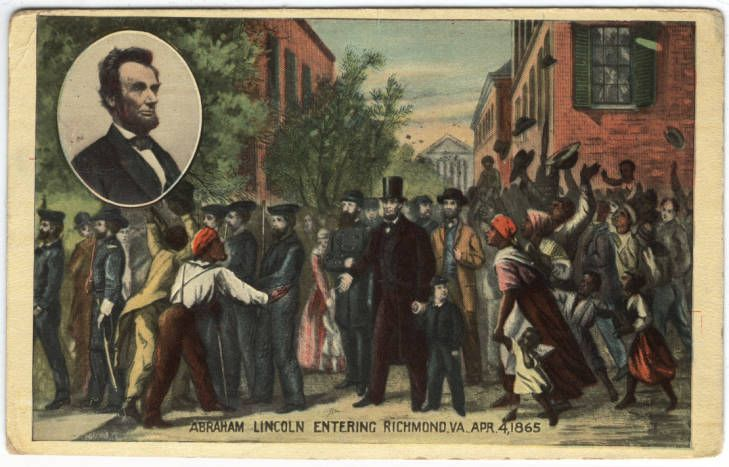 ABRAHAM LINCOLN ENTERING RICHMOND, VA. APR. 4, 1865